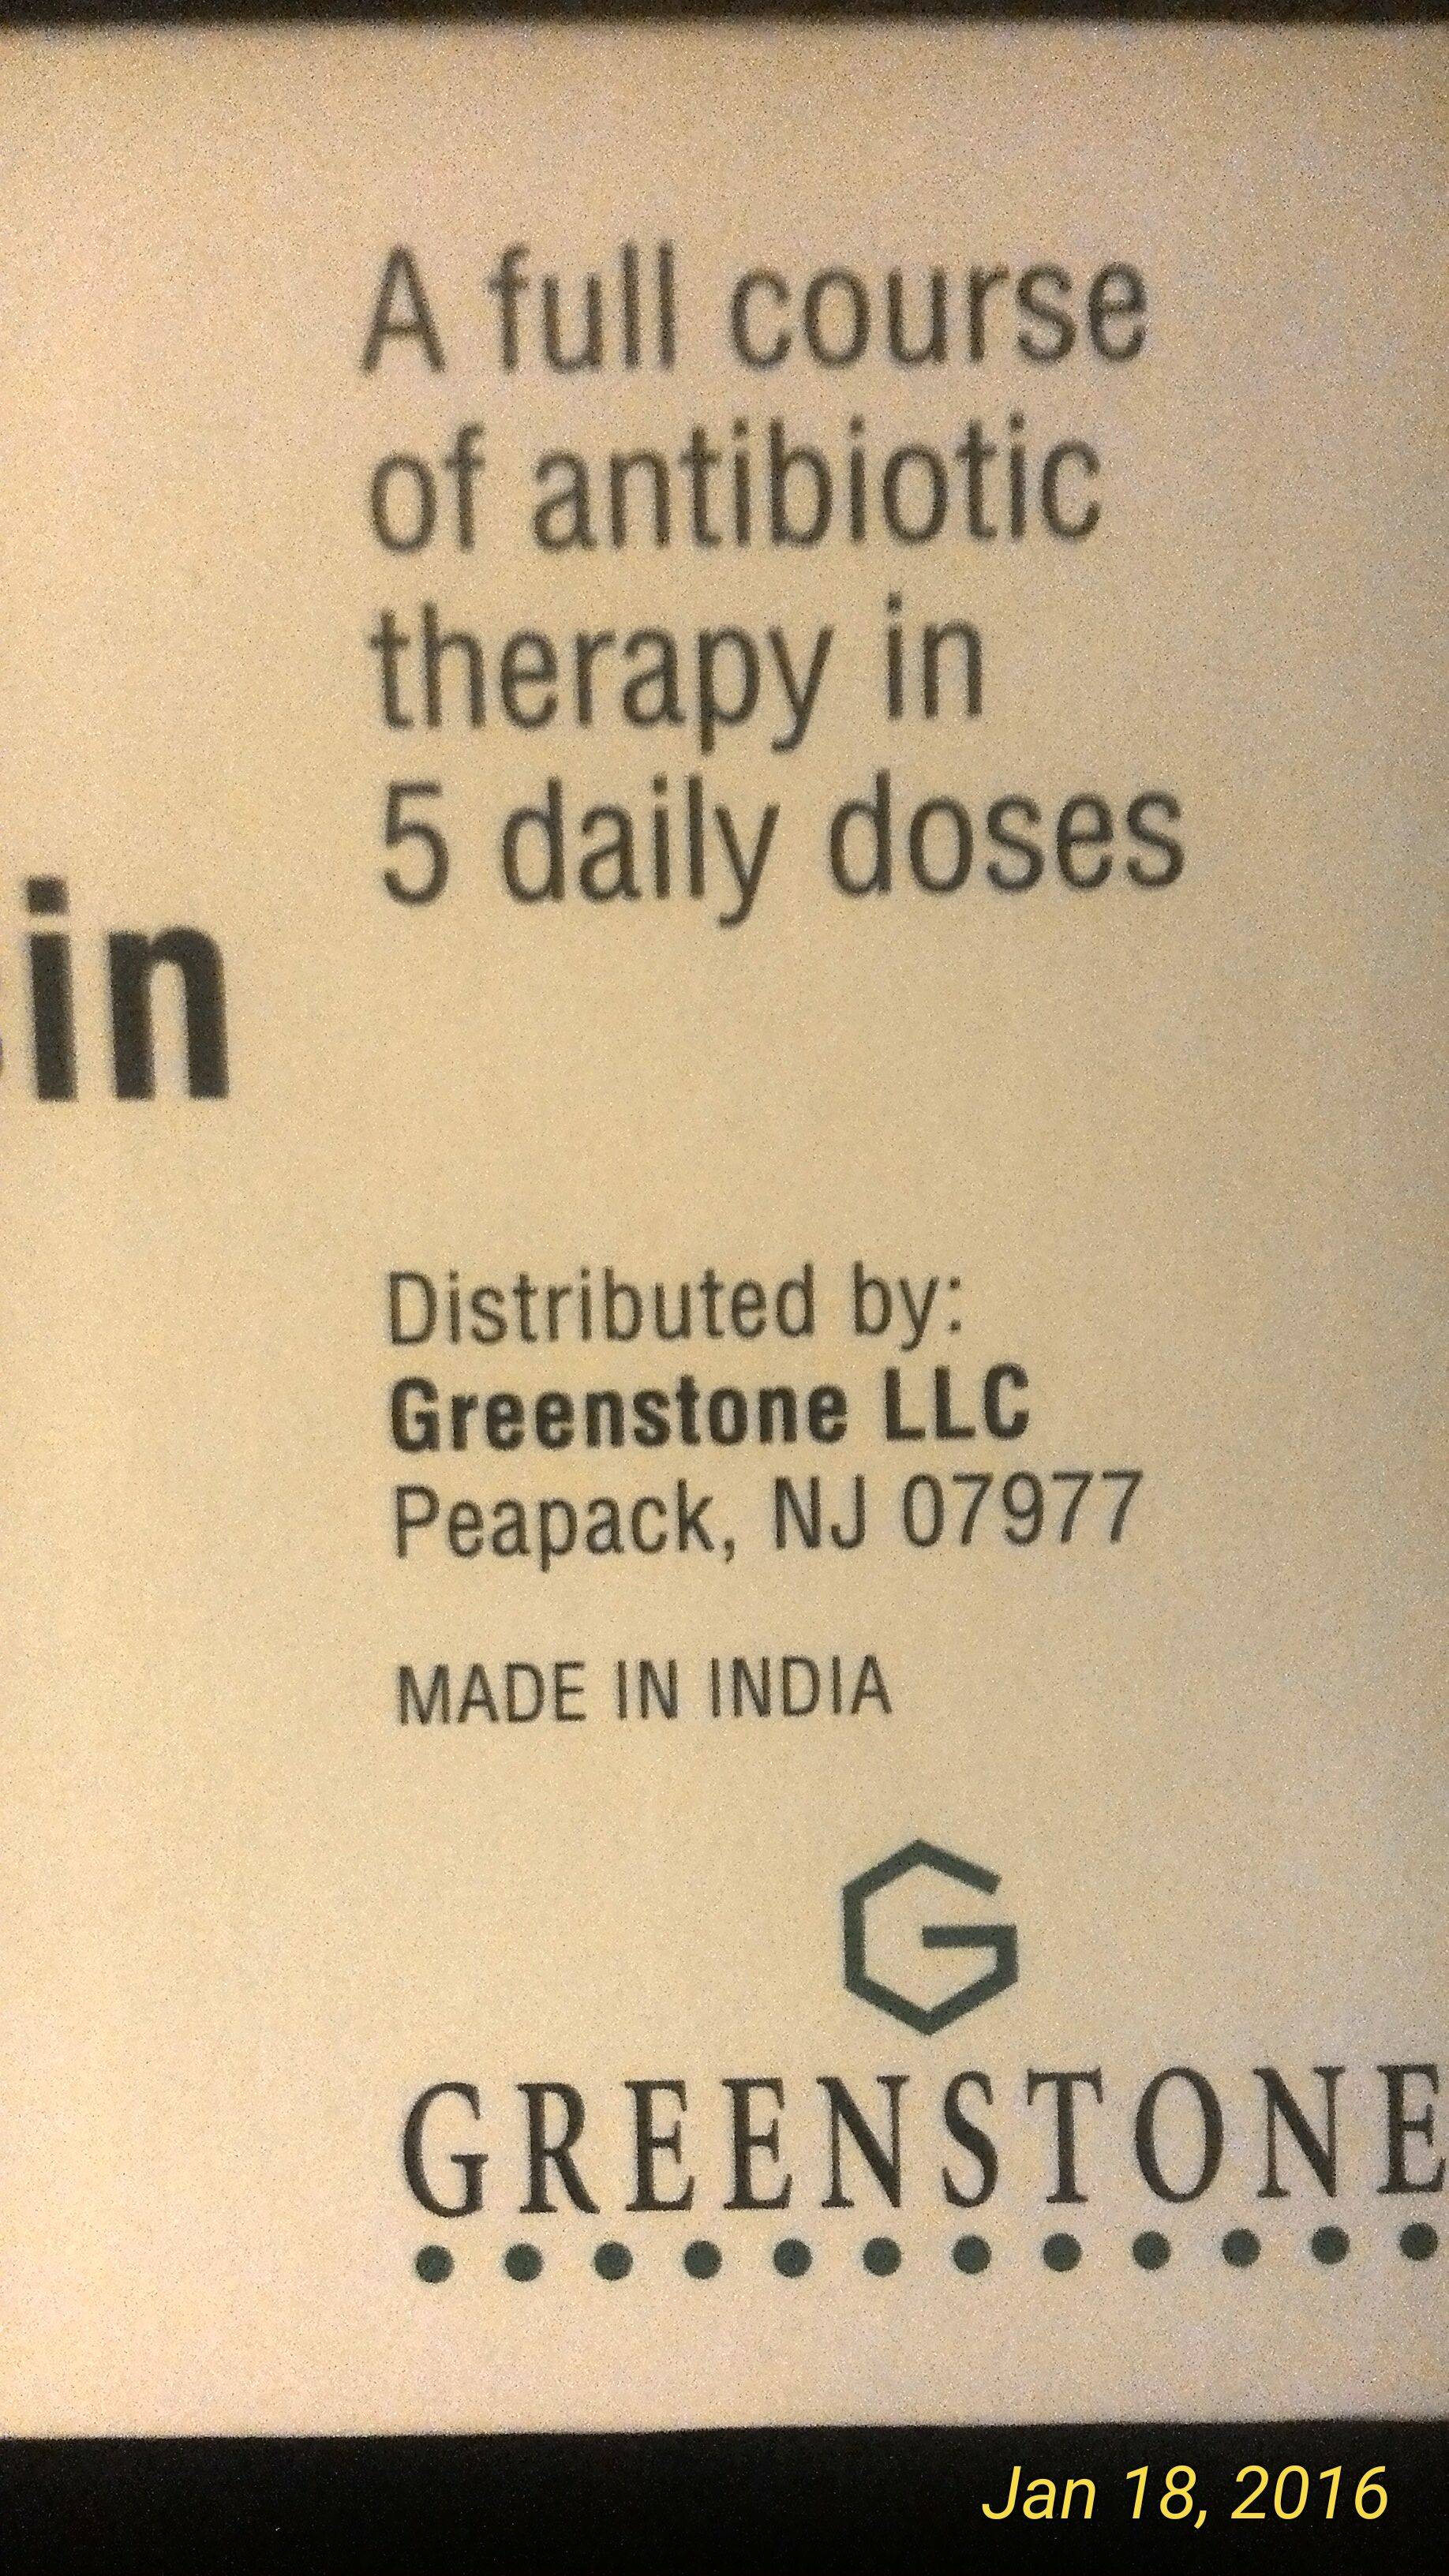 A full course
of antibiotic
therapy in
5 daily doses
in
Distributed by:
Greenstone LLC
Peapack, NJ 07977
MADE IN INDIA
G
GREENSTONE
Jan 18, 2016